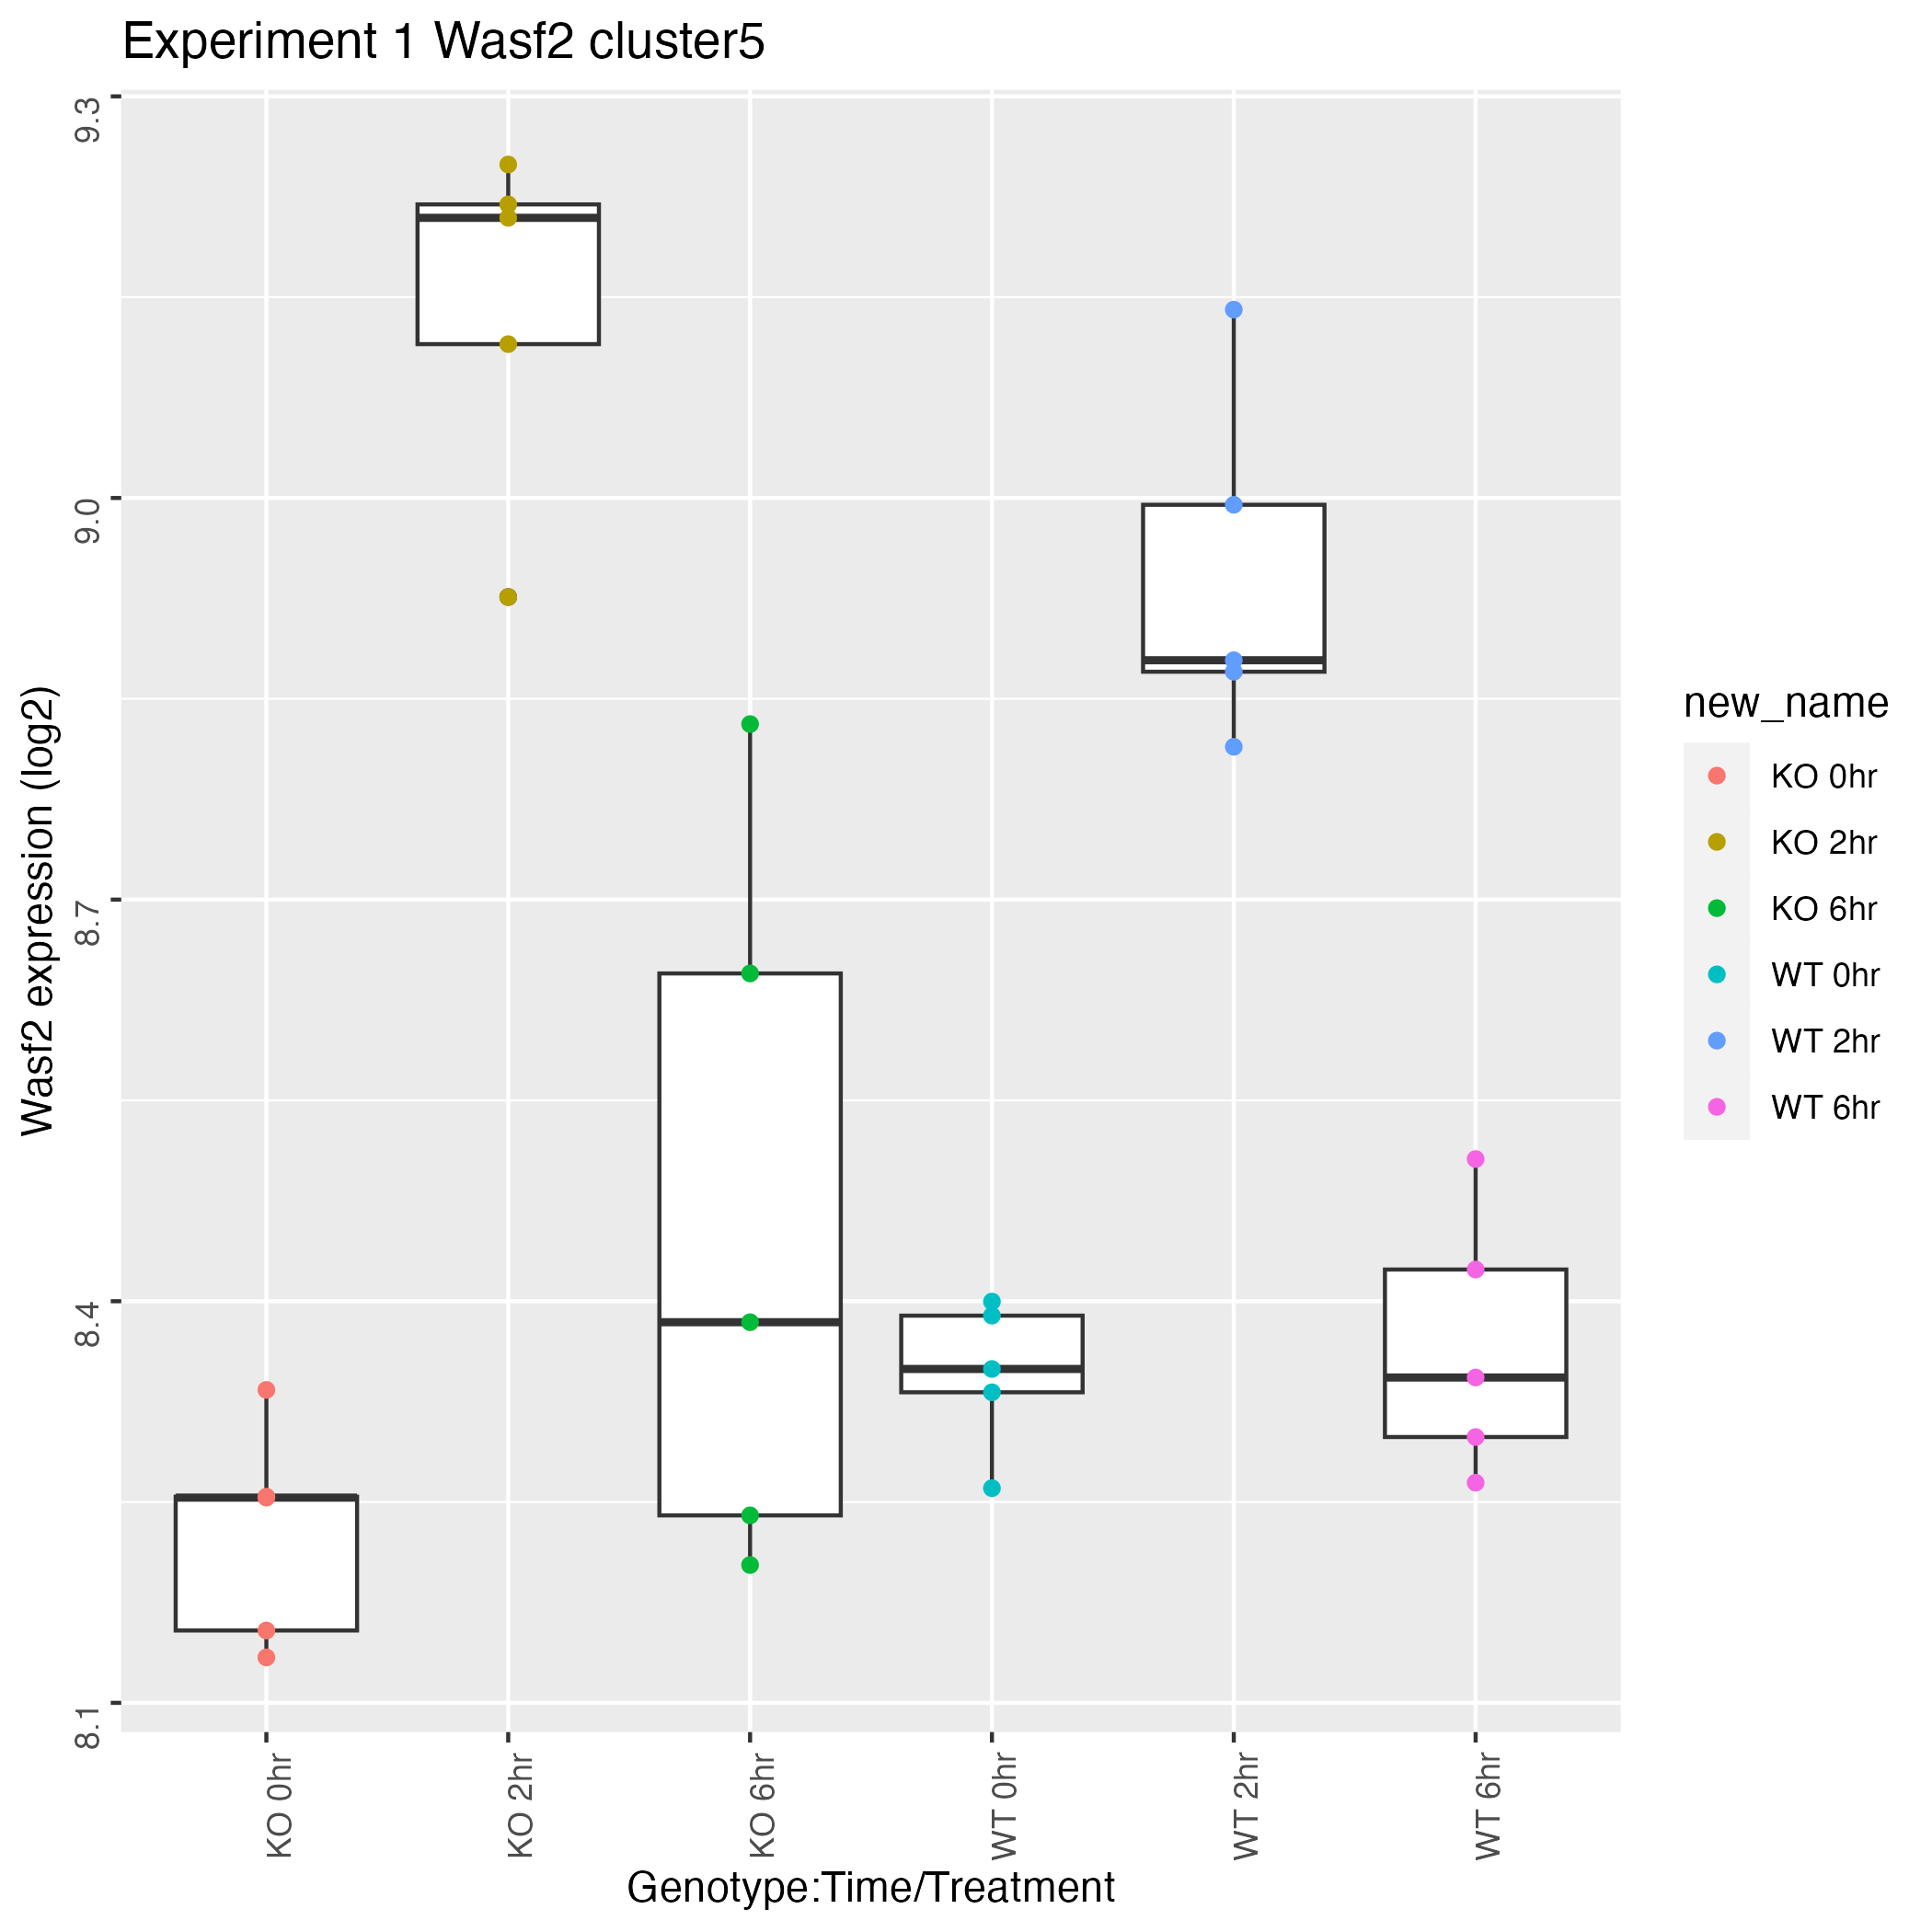 Experiment 1 Wasf2 cluster5
Wasf2 expression (log2)
9.3
9.0
8.7
8.4
8.1
KO 0hr
KO 2hr
KO 6hr
WT 0hr
WT 2hr
WT 6hr
Genotype:Time/Treatment
new_name
KO 0hr
KO 2hr
KO 6hr
WT 0hr
WT 2hr
WT 6hr